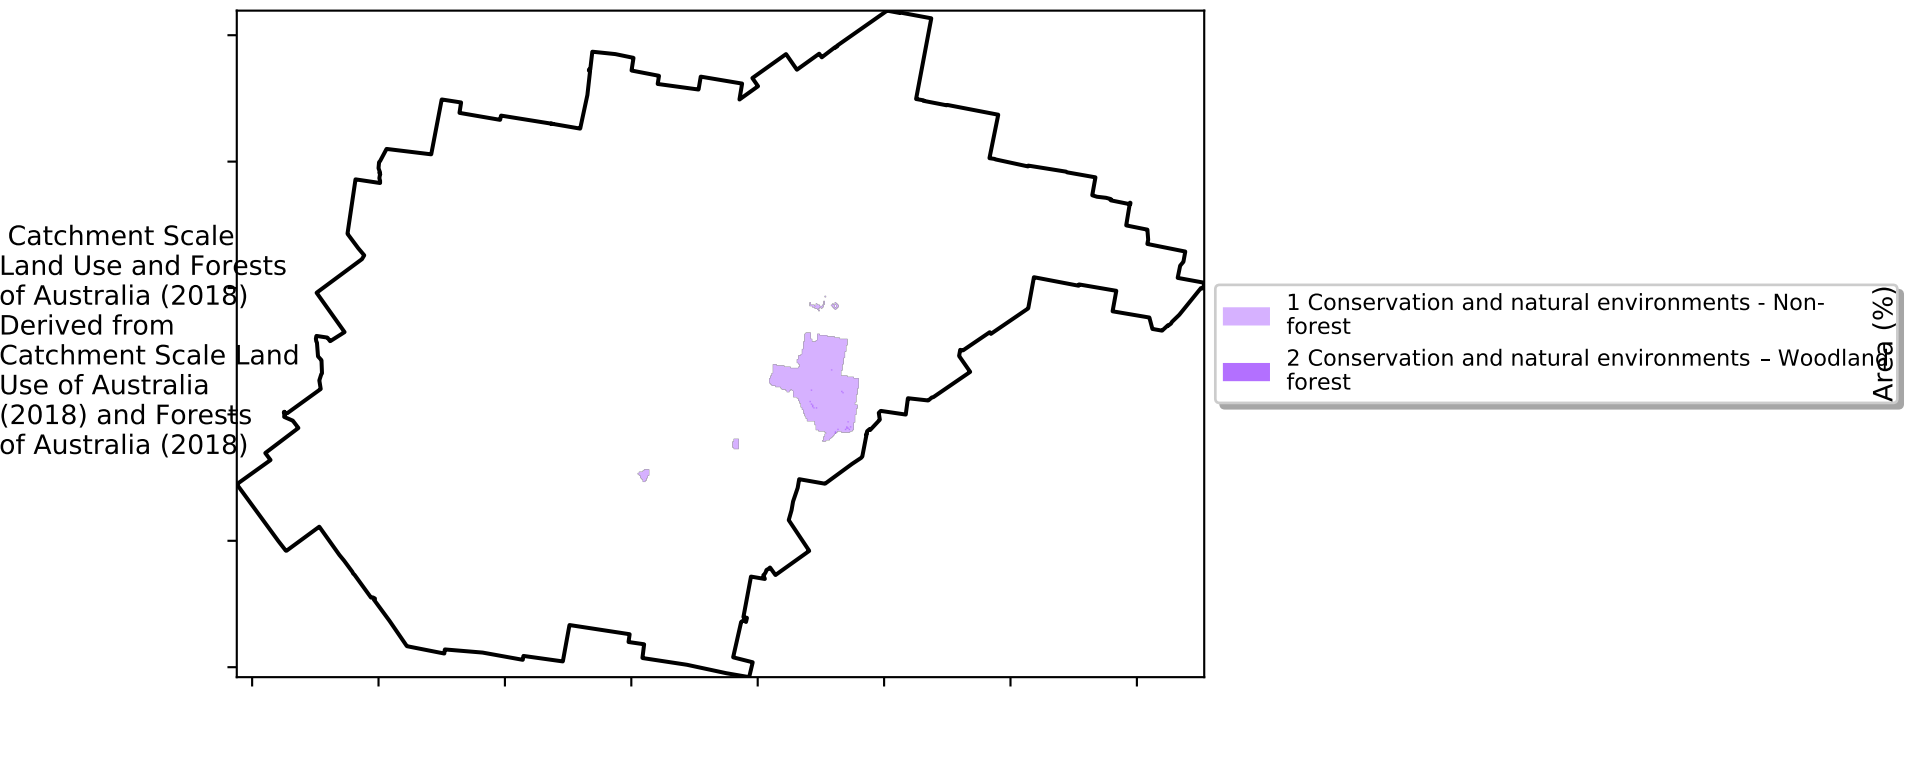 Catchment Scale
Land Use and Forests
of Australia (2018)
Derived from
Catchment Scale Land
Use of Australia
(2018) and Forests
of Australia (2018)
1 Conservation and natural environments - Non-
forest
2 Conservation and natural environments – Woodland
forest
Area (%)